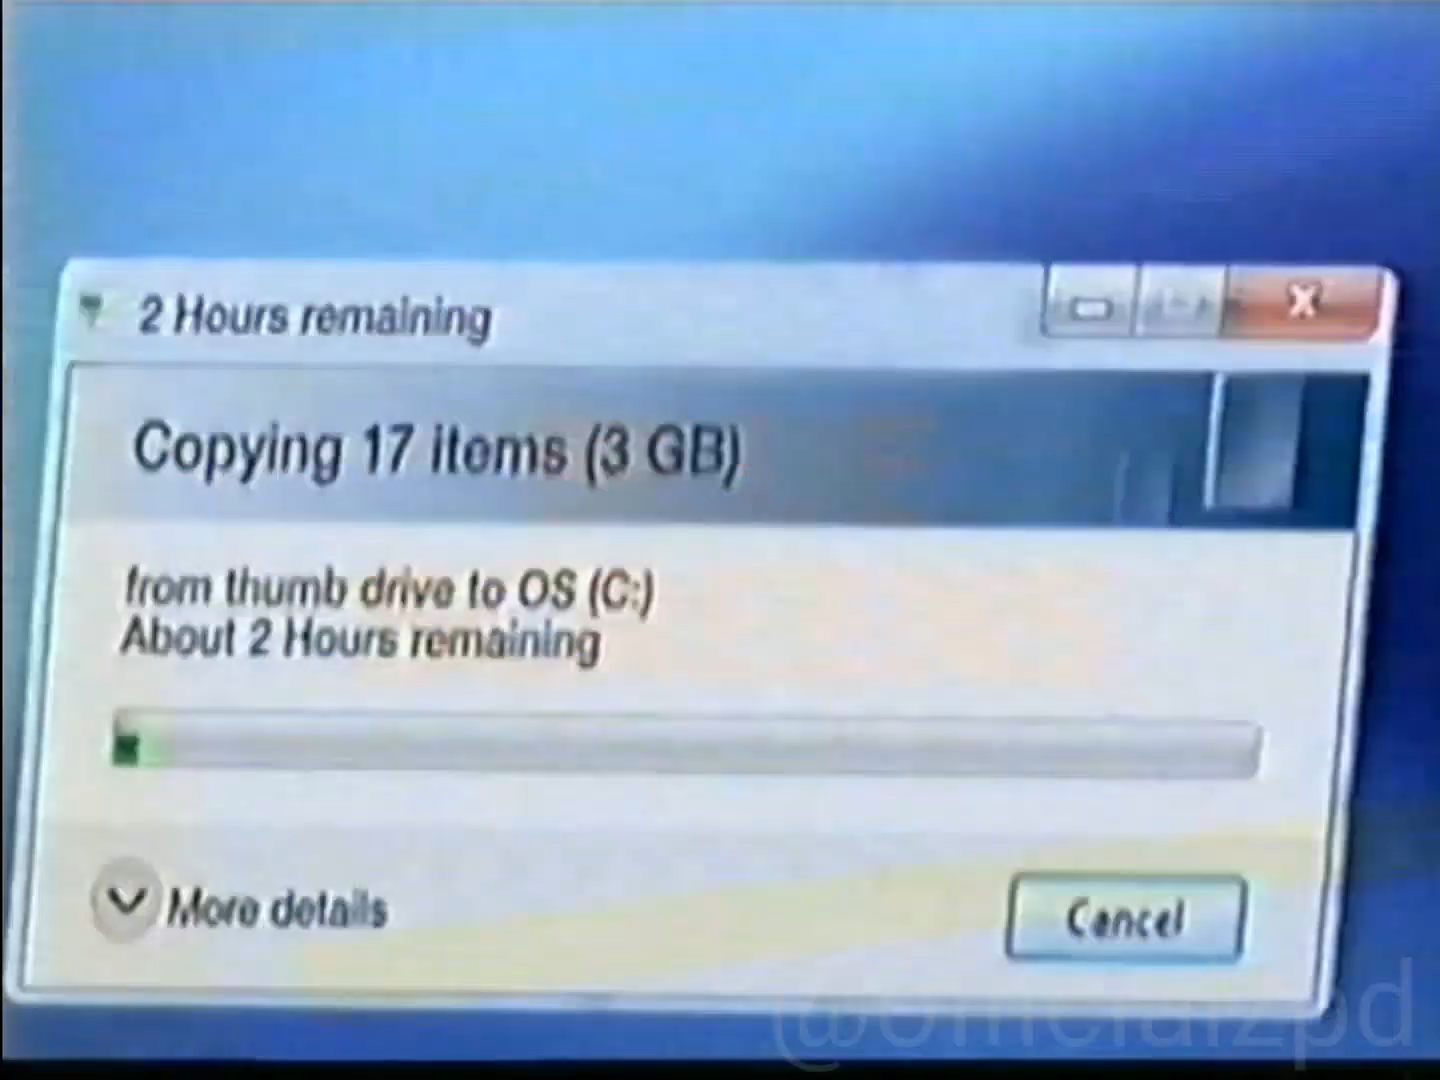 2 Hours remaining
Copying 17 items (3 GB)
from thumb drive to OS (C:)
About 2 Hours remaining
More details
Cancel
@officialzpd